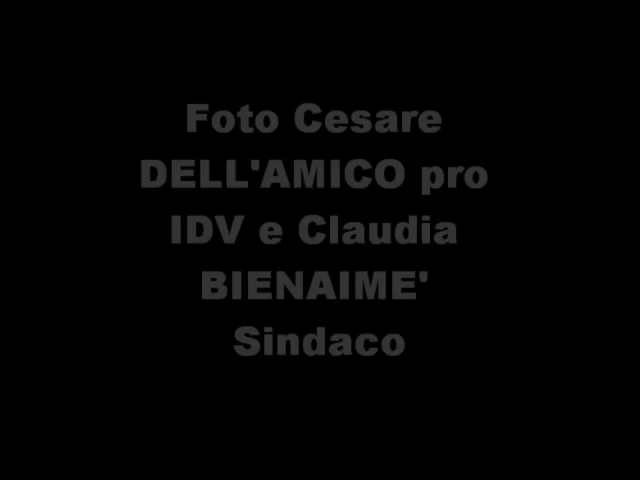 Foto Cesare
DELL'AMICO pro
IDV e Claudia
BIENAIME'
Sindaco